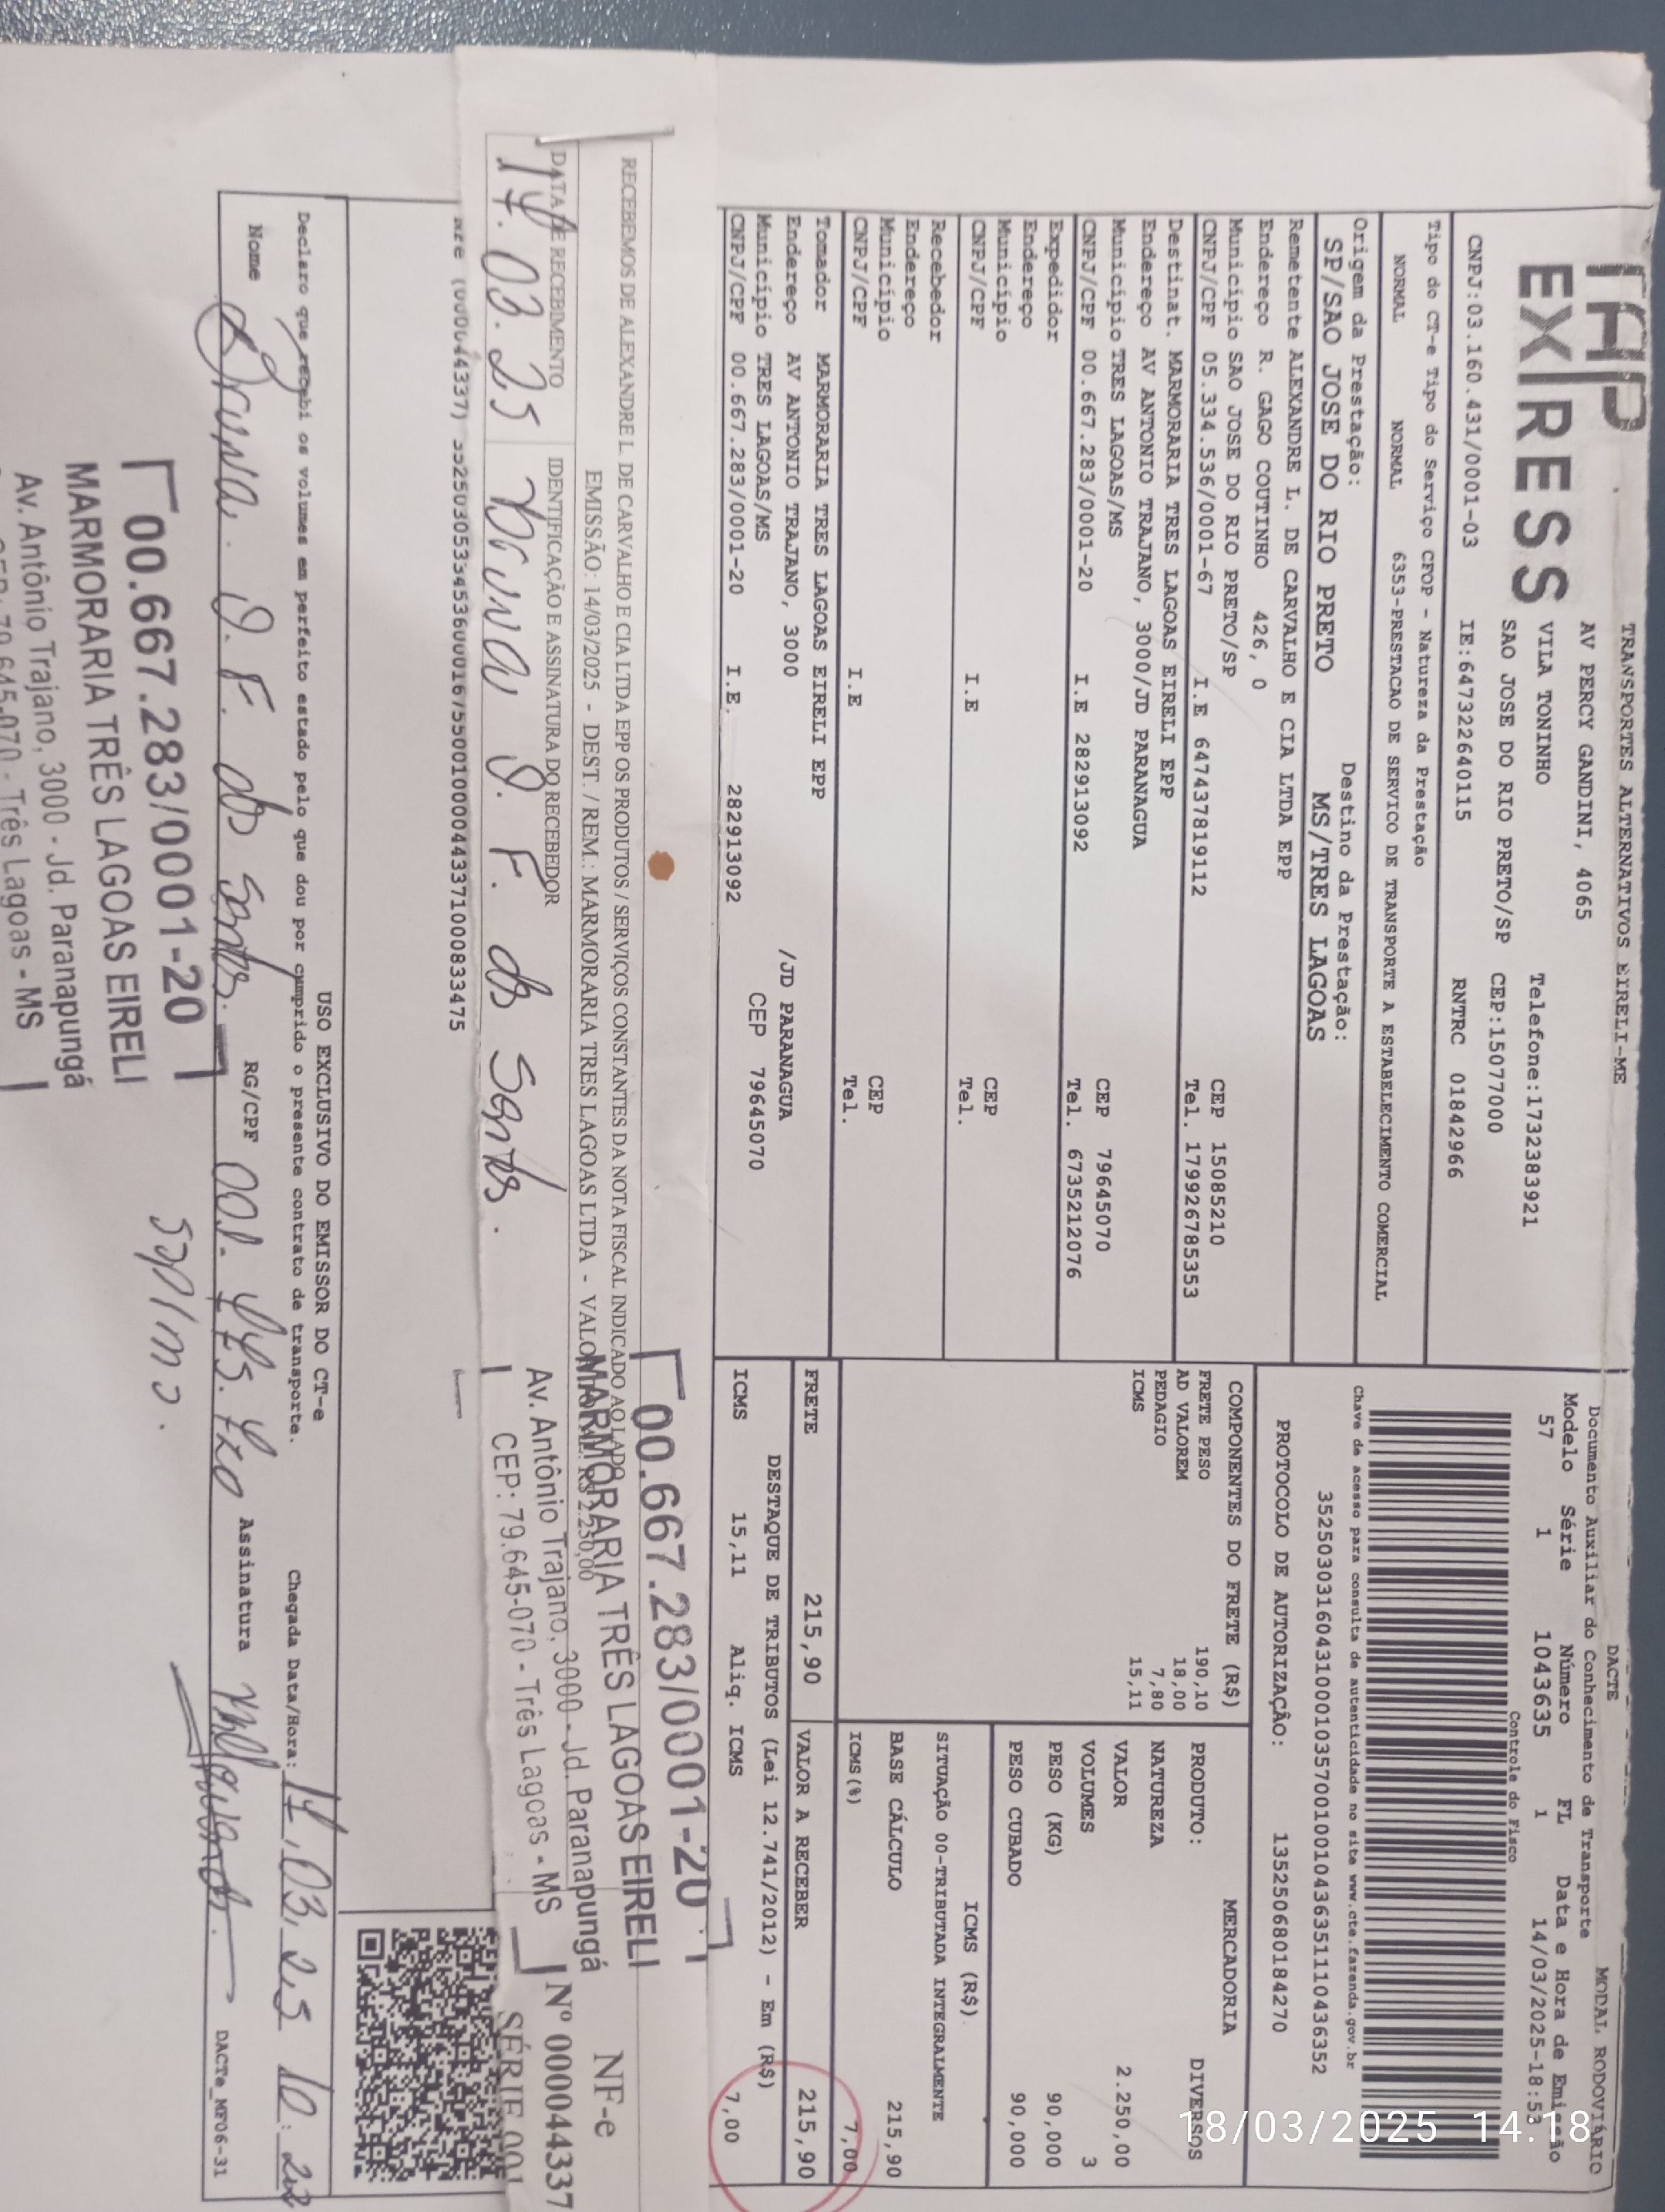 TRANSPORTES ALTERNATIVOS EIRELI-ME
EXPRESS
AV PERCY GANDINI, 4065
VILA TONINHO Telefone:1732383921
SAO JOSE DO RIO PRETO/SP CEP:15077000
CNPJ:03.160.431/0001-03 IE:647322640115 RNTRC 01842966
DACTE MODAL RODOVIÁRIO
Documento Auxiliar do Conhecimento de Transporte
Modelo Série Número FL Data e Hora de Emissão
57 1 1043635 1 14/03/2025-18:53
Controle do Fisco
Chave de acesso para consulta de autenticidade no site www.cte.fazenda.gov.br
35250303160431000103570010010436351110436352
PROTOCOLO DE AUTORIZAÇÃO: 135250680184270
Tipo do CT-e Tipo do Serviço CFOP - Natureza da Prestação
NORMAL NORMAL 6353-PRESTACAO DE SERVICO DE TRANSPORTE A ESTABELECIMENTO COMERCIAL
Origem da Prestação: Destino da Prestação:
SP/SAO JOSE DO RIO PRETO MS/TRES LAGOAS
Remetente ALEXANDRE L. DE CARVALHO E CIA LTDA EPP
Endereço R. GAGO COUTINHO 426, 0
Município SAO JOSE DO RIO PRETO/SP CEP 15085210
CNPJ/CPF 05.334.536/0001-67 I.E 647437819112 Tel. 17992678535​3
Destinat. MARMORARIA TRES LAGOAS EIRELI EPP
Endereço AV ANTONIO TRAJANO, 3000/JD PARANAGUA
Município TRES LAGOAS/MS CEP 79645070
CNPJ/CPF 00.667.283/0001-20 I.E 282913092 Tel. 6735212076
Expedidor
Endereço
Município CEP
CNPJ/CPF I.E Tel.
Recebedor
Endereço
Município CEP
CNPJ/CPF I.E Tel.
Tomador MARMORARIA TRES LAGOAS EIRELI EPP
Endereço AV ANTONIO TRAJANO, 3000 /JD PARANAGUA
Município TRES LAGOAS/MS CEP 79645070
CNPJ/CPF 00.667.283/0001-20 I.E. 282913092
COMPONENTES DO FRETE (R$)
FRETE PESO 190,10
AD VALOREM 18,00
PEDAGIO 7,80
ICMS 15,11
MERCADORIA
PRODUTO: DIVERSOS
NATUREZA
VALOR 2.250,00
VOLUMES 3
PESO (KG) 90,000
PESO CUBADO 90,000
ICMS (R$)
SITUAÇÃO 00-TRIBUTADA INTEGRALMENTE
BASE CÁLCULO 215,90
ICMS(%) 7,00
FRETE 215,90 VALOR A RECEBER 215,90
DESTAQUE DE TRIBUTOS (Lei 12.741/2012) - Em (R$)
ICMS 15,11 Aliq. ICMS 7,00
RECEBEMOS DE ALEXANDRE L. DE CARVALHO E CIA LTDA EPP OS PRODUTOS / SERVIÇOS CONSTANTES DA NOTA FISCAL INDICADO AO LADO
EMISSÃO: 14/03/2025 - DEST. / REM.: MARMORARIA TRES LAGOAS LTDA - VALOR R$ 2.250,00
DATA DE RECEBIMENTO IDENTIFICAÇÃO E ASSINATURA DO RECEBEDOR
17.03.25 Bruna D. F. ds Santos.
NF-e
Nº 000044337
SÉRIE 001
00.667.283/0001-20
MARMORARIA TRÊS LAGOAS EIRELI
Av. Antônio Trajano, 3000 - Jd. Paranapungá
CEP: 79.645-070 - Três Lagoas - MS
USO EXCLUSIVO DO EMISSOR DO CT-e
Declaro que recebi os volumes em perfeito estado pelo que dou por cumprido o presente contrato de transporte.
Chegada Data/Hora: 17.03.25 10:22
Nome Bruna. D. F. ds Santos. RG/CPF Assinatura
DACTe_MF06-31
00.667.283/0001-20
MARMORARIA TRÊS LAGOAS EIRELI
Av. Antônio Trajano, 3000 - Jd. Paranapungá
Três Lagoas - MS
18/03/2025 14:18